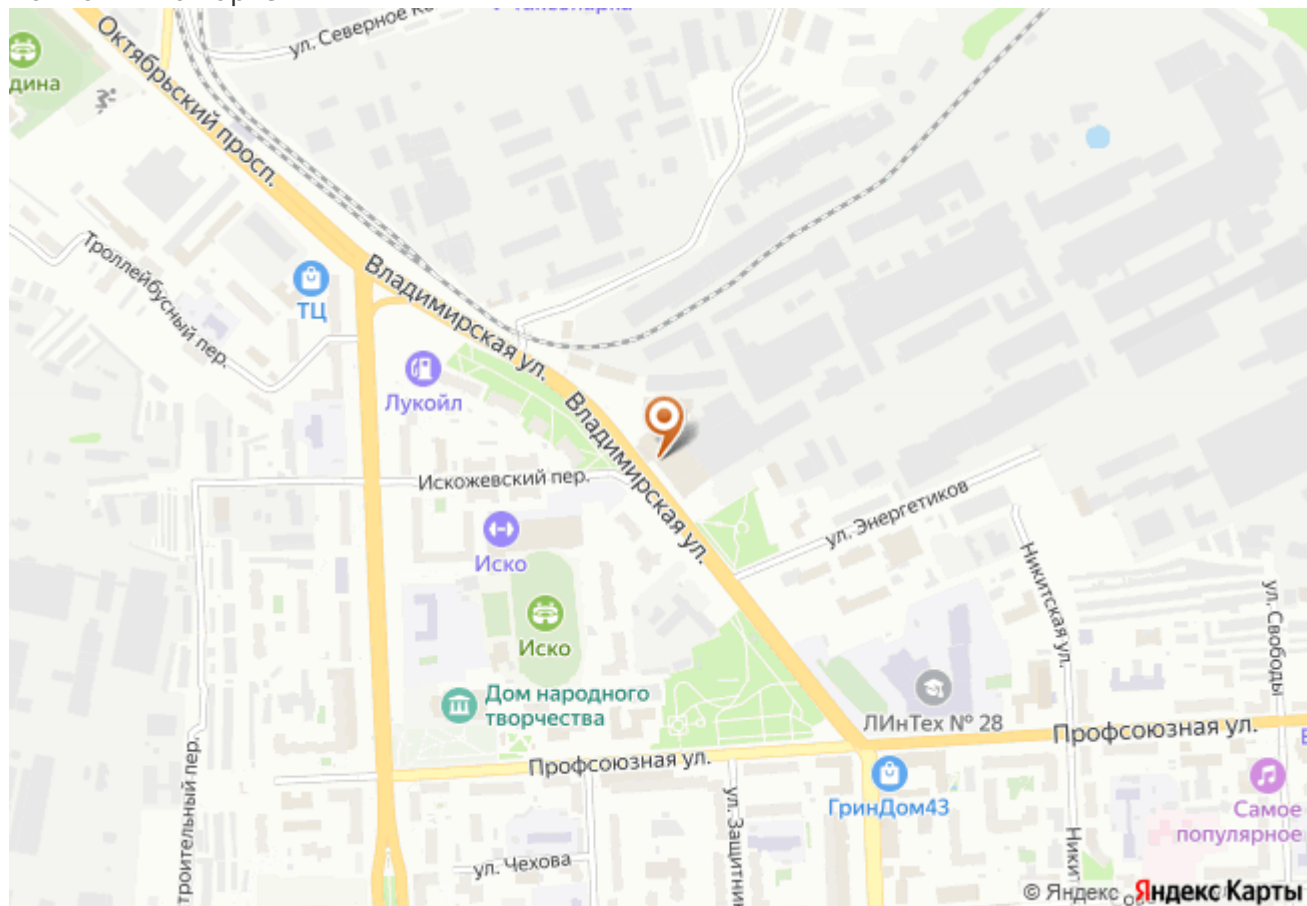 ул. Северное
Октябрьский просп.
дина
Троллейбусный пер.
ТЦ
Владимирская ул.
Лукойл
Владимирская ул.
Искожевский пер.
ул. Энергетиков
Иско
Никитская ул.
ул. Свободы
Иско
Дом народного
творчества
ЛИнТех № 28
Профсоюзная ул.
Профсоюзная ул.
троительный пер.
ГринДом43
ул. Защитни
Самое
популярное
Никит
ул. Чехова
© Яндекс Яндекс Карты